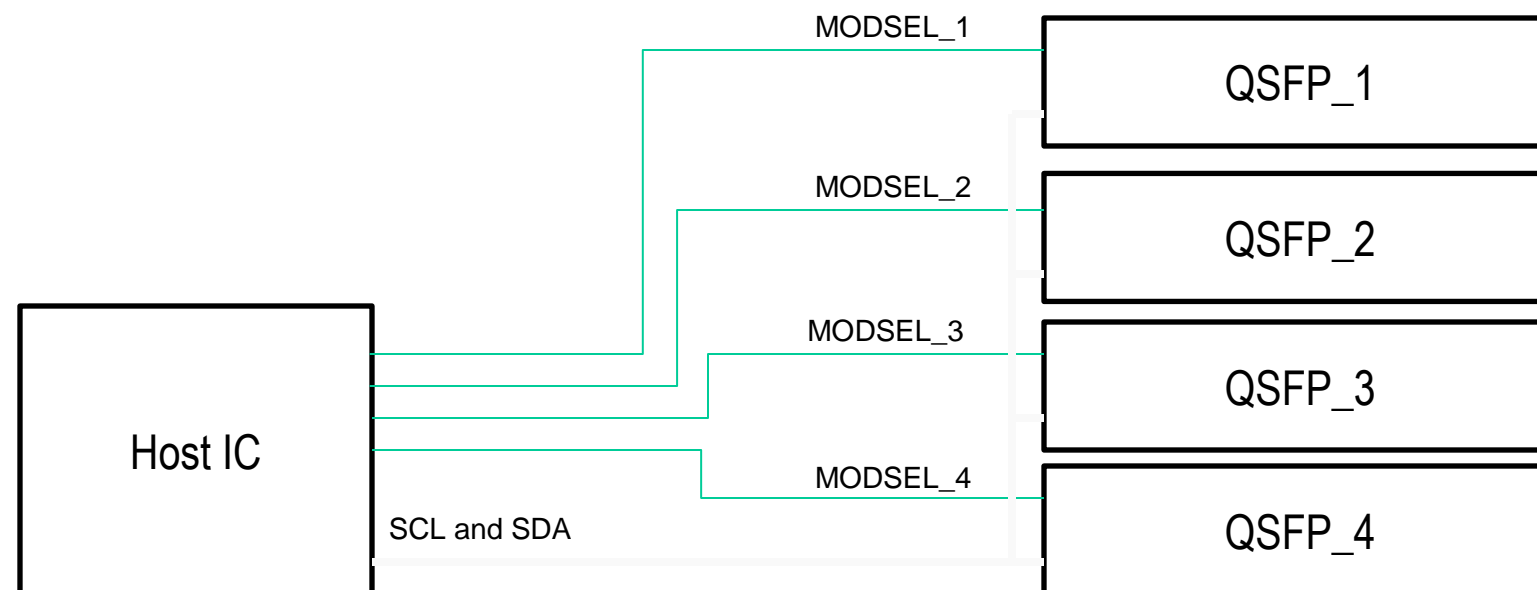 MODSEL_1
QSFP_1
MODSEL_2
QSFP_2
MODSEL_3
QSFP_3
Host IC
MODSEL_4
SCL and SDA
QSFP_4